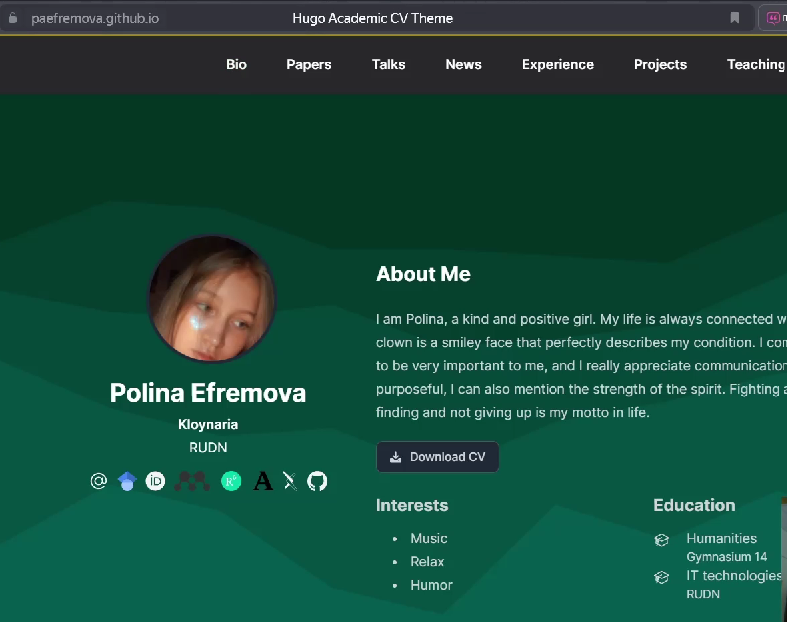 paefremova.github.io
Hugo Academic CV Theme
Bio Papers Talks News Experience Projects Teaching
About Me
I am Polina, a kind and positive girl. My life is always connected w
clown is a smiley face that perfectly describes my condition. I con
to be very important to me, and I really appreciate communication
purposeful, I can also mention the strength of the spirit. Fighting a
finding and not giving up is my motto in life.
Polina Efremova
Kloynaria
RUDN
Download CV
Interests
Music
Relax
Humor
Education
Humanities
Gymnasium 14
IT technologies
RUDN